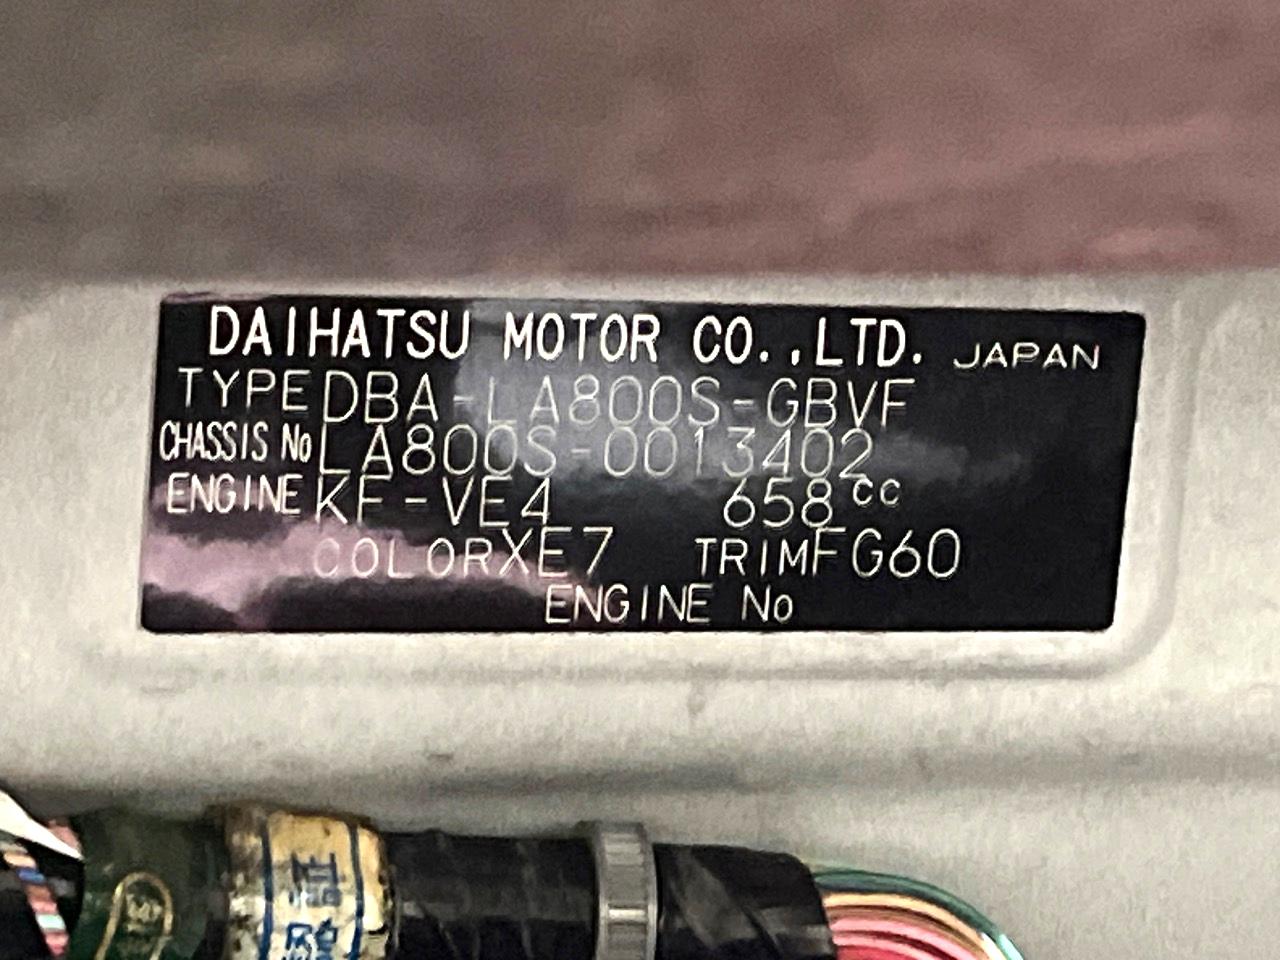 DAIHATSU MOTOR CO.,LTD. JAPAN
TYPE DBA-LA800S-GBVF
CHASSIS No LA800S-0013402
ENGINE KF-VE4 658cc
COLOR XE7 TRIM FG60
ENGINE No